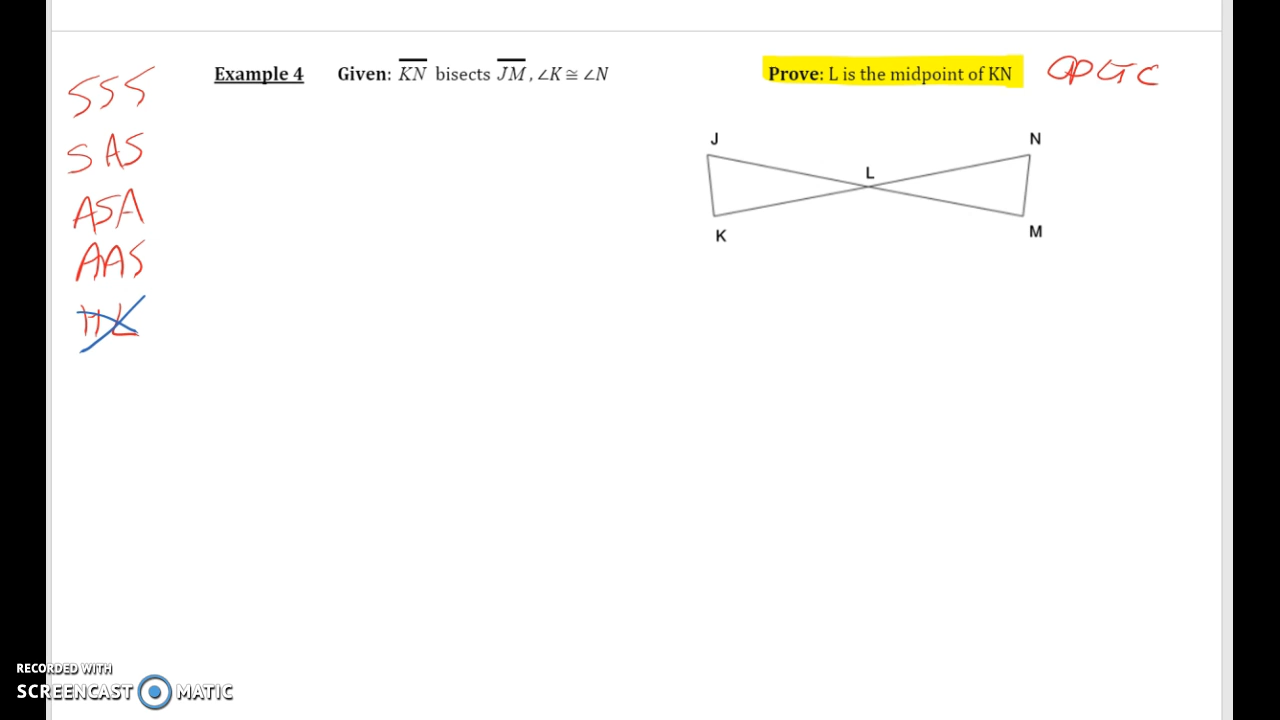 Example 4 Given: KN bisects JM, ∠K ≅ ∠N Prove: L is the midpoint of KN CPCTC
SSS
SAS
ASA
AAS
HL
J N
L
K M
RECORDED WITH
SCREENCAST MATIC